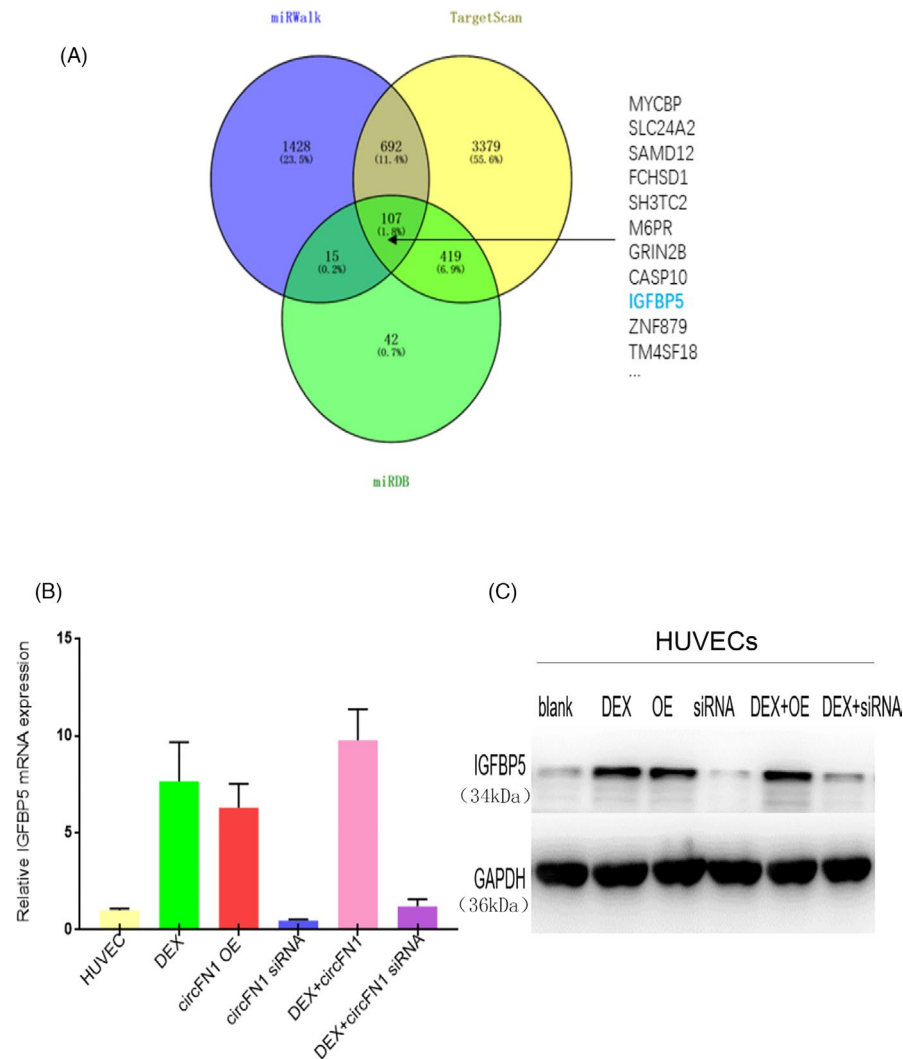 miRWalk
TargetScan
(A)
1428
(23.5%)
692
(11.4%)
3379
(55.6%)
107
(1.8%)
15
(0.2%)
419
(6.9%)
42
(0.7%)
miRDB
MYCBP
SLC24A2
SAMD12
FCHSD1
SH3TC2
M6PR
GRIN2B
CASP10
IGFBP5
ZNF879
TM4SF18
...
(B)
Relative IGFBP5 mRNA expression
15
10
5
0
HUVEC
DEX
circFN1 OE
circFN1 siRNA
DEX+circFN1
DEX+circFN1 siRNA
(C)
HUVECs
blank DEX OE siRNA DEX+OE DEX+siRNA
IGFBP5
(34kDa)
GAPDH
(36kDa)